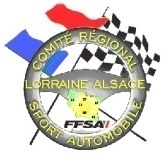 COMITÉ RÉGIONAL
LORRAINE ALSACE
FFSA
SPORT AUTOMOBILE